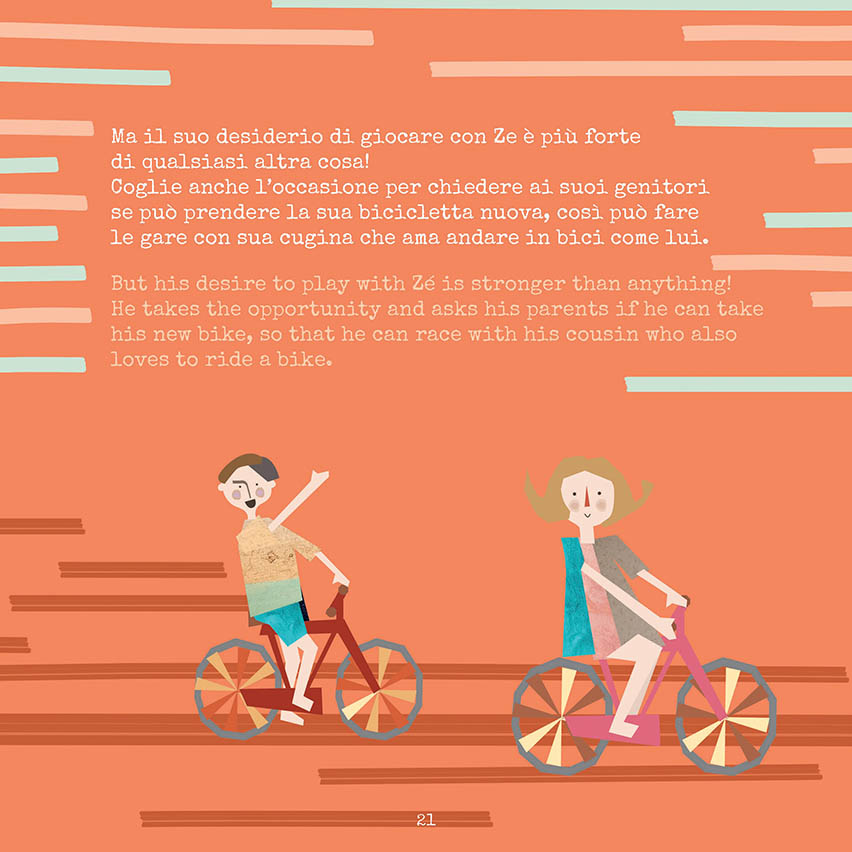 Ma il suo desiderio di giocare con Ze è più forte
di qualsiasi altra cosa!
Coglie anche l'occasione per chiedere ai suoi genitori
se può prendere la sua bicicletta nuova, così può fare
le gare con sua cugina che ama andare in bici come lui.
But his desire to play with Zé is stronger than anything!
He takes the opportunity and asks his parents if he can take
his new bike, so that he can race with his cousin who also
loves to ride a bike.
21